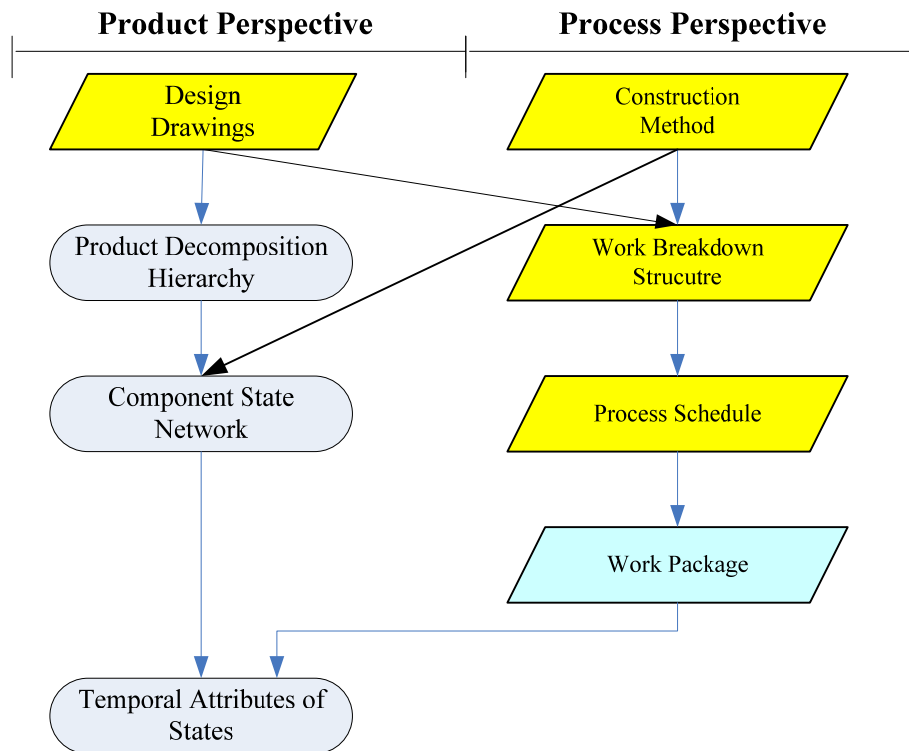 Product Perspective
Process Perspective
Design
Drawings
Construction
Method
Product Decomposition
Hierarchy
Work Breakdown
Strucutre
Component State
Network
Process Schedule
Work Package
Temporal Attributes of
States